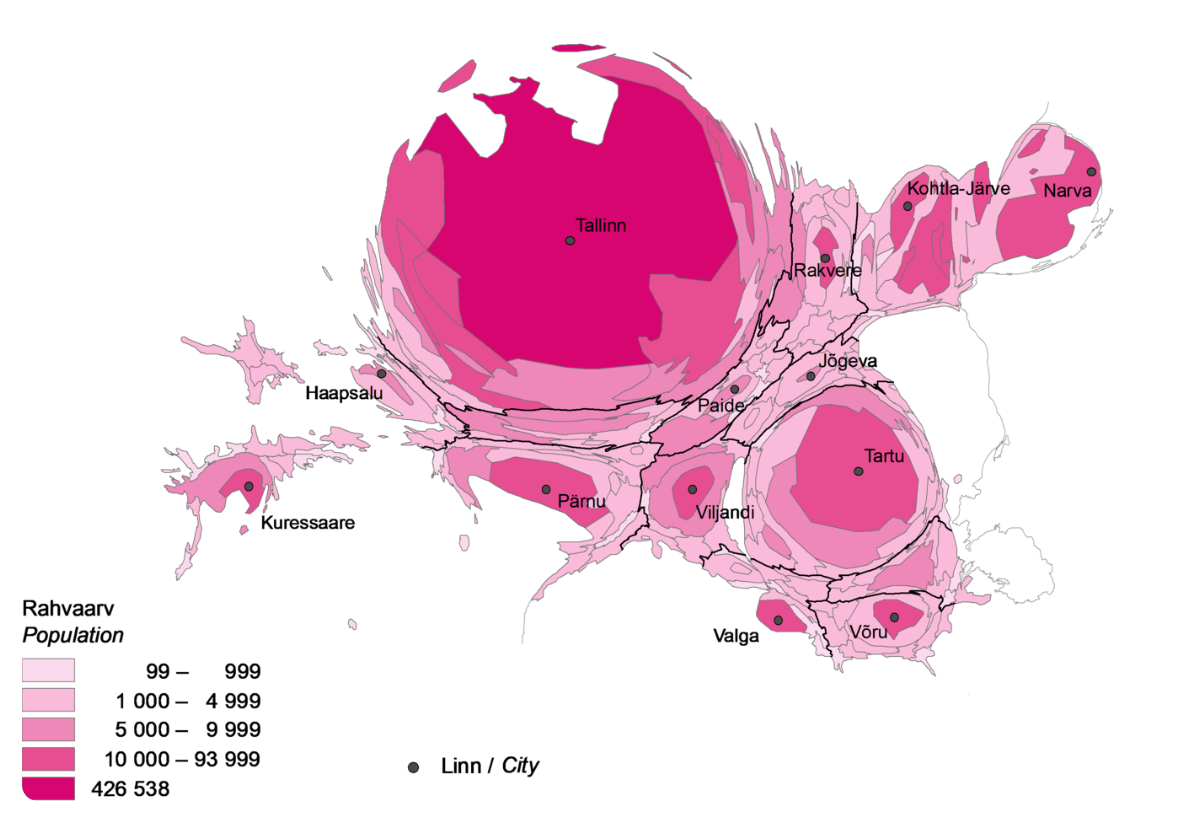 Tallinn
Kohtla-Järve
Narva
Rakvere
Jõgeva
Haapsalu
Paide
Tartu
Pärnu
Viljandi
Kuressaare
Valga
Võru
Rahvaarv
Population
99 – 999
1 000 – 4 999
5 000 – 9 999
10 000 – 93 999
426 538
Linn / City